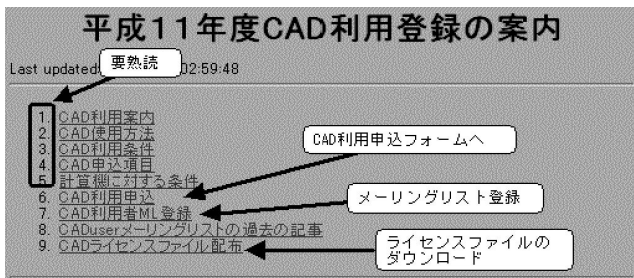 平成11年度CAD利用登録の案内
要熟読
Last updated 02:59:48
1. CAD利用案内
2. CAD使用方法
3. CAD利用条件
4. CAD申込項目
5. 計算機に対する条件
6. CAD利用申込
7. CAD利用者ML登録
8. CADuserメーリングリストの過去の記事
9. CADライセンスファイル配布
CAD利用申込フォームへ
メーリングリスト登録
ライセンスファイルの
ダウンロード